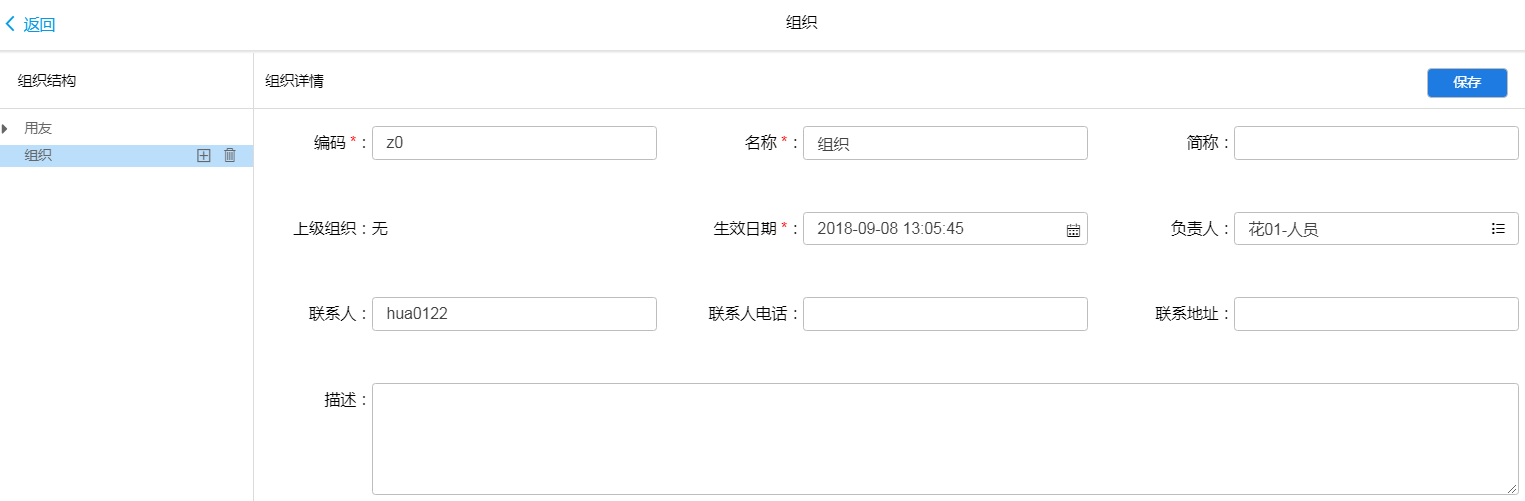 返回
组织
组织结构
组织详情
保存
用友
组织
编码 *：z0
名称 *：组织
简称：
上级组织：无
生效日期 *：2018-09-08 13:05:45
负责人：花01-人员
联系人：hua0122
联系人电话：
联系地址：
描述：